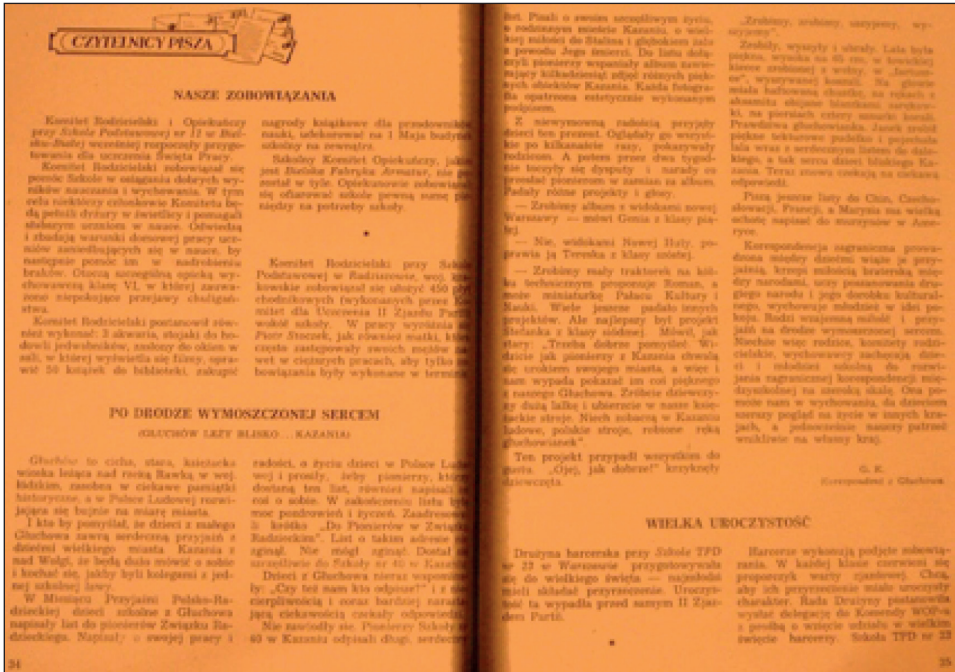 CZYTELNICY PISZĄ
NASZE ZOBOWIĄZANIA
Komitet Rodzicielski i Opiekuńczy
przy Szkole Podstawowej nr 11 w Biel-
sku-Białej wcześniej rozpoczęły przygo-
towania do uczczenia Święta Pracy.
Komitet Rodzicielski zobowiązał się
pomóc Szkole w osiąganiu dobrych wy-
ników nauczania i wychowania. W tym
celu niektórzy członkowie Komitetu bę-
dą pełnili dyżury w świetlicy i pomagali
słabszym uczniom w nauce. Odwiedzą
i zbadają warunki domowej pracy ucz-
niów zaniedbujących się w nauce, by
następnie pomóc im w nadrobieniu
braków. Otoczą szczególną opieką wy-
chowawczą klasę VI, w której zauwa-
żono niepokojące przejawy chuligań-
stwa.
Komitet Rodzicielski postanowił rów-
nież wykonać: 3 akwaria, stojaki do ho-
dowli jedwabników, zasłony do okien w
sali, w której wyświetla się filmy, opra-
wić 50 książek do biblioteki, zakupić
nagrody książkowe dla przodowników
nauki, udekorować na 1 Maja budynek
szkolny na zewnątrz.
Szkolny Komitet Opiekuńczy, jakim
jest Bielska Fabryka Armatur, nie po-
został w tyle. Opiekunowie zobowiązali
się ofiarować szkole pewną sumę pie-
niędzy na potrzeby szkoły.
Komitet Rodzicielski przy Szkole
Podstawowej w Radziszowie, woj. kra-
kowskie zobowiązał się ułożyć 450 płyt
chodnikowych (wykonanych przez Ko-
mitet dla Uczczenia II Zjazdu Partii)
wokół szkoły. W pracy wyróżnia się
Piotr Stoczek, jak również matki, które
często zastępowały swoich mężów na-
wet w cięższych pracach, aby tylko zo-
bowiązania były wykonane w terminie.
PO DRODZE WYMOSZCZONEJ SERCEM
(GŁUCHÓW LEŻY BLISKO... KAZANIA)
Głuchów to cicha, stara, księżacka
wioska leżąca nad rzeką Rawką w woj.
łódzkim, zasobna w ciekawe pamiątki
historyczne, a w Polsce Ludowej rozwi-
jająca się bujnie na miarę miasta.
I kto by pomyślał, że dzieci z małego
Głuchowa zawrą serdeczną przyjaźń z
dziećmi wielkiego miasta Kazania z
nad Wołgi, że będą dużo mówić o sobie
i kochać się, jakby byli kolegami z jed-
nej szkolnej ławy.
W Miesiącu Przyjaźni Polsko-Ra-
dzieckiej dzieci szkolne z Głuchowa
napisały list do pionierów Związku Ra-
dzieckiego. Napisały o swojej pracy i
radości, o życiu dzieci w Polsce Ludo-
wej i prosiły, żeby pionierzy, którzy
dostaną ten list, również napisali
coś o sobie. W zakończeniu listu było
moc pozdrowień i życzeń. Zaadresowa-
li krótko „Do Pionierów w Związku
Radzieckim". List o takim adresie nie
zginął. Nie mógł zginąć. Dostał się
szczęśliwie do Szkoły nr 40 w Kazaniu.
Dzieci z Głuchowa nieraz wspomina-
ły: „Czy też nam kto odpisze?" i z nie-
cierpliwością i coraz bardziej narasta-
jącą ciekawością czekały odpowiedzi.
Nie zawiodły się. Pionierzy Szkoły nr
40 w Kazaniu odpisali długi, serdeczny
34
list. Pisali o swoim szczęśliwym życiu,
o rodzinnym mieście Kazaniu, o wiel-
kiej miłości do Stalina i głębokim żalu
z powodu Jego śmierci. Do listu dołą-
czyli pionierzy wspaniały album zawie-
rający kilkadziesiąt zdjęć różnych pięk-
nych obiektów Kazania. Każda fotogra-
fia opatrzona estetycznie wykonanym
podpisem.
Z niewymowną radością przyjęły
dzieci ten prezent. Oglądały go wszyst-
kie po kilkanaście razy, pokazywały
rodzicom. A potem przez dwa tygod-
nie toczyły się dysputy i narady co
przesłać pionierom w zamian za album.
Padały różne projekty i głosy.
— Zrobimy album z widokami nowej
Warszawy — mówi Genia z klasy pią-
tej.
— Nie, widokami Nowej Huty, po-
prawia ją Tereska z klasy szóstej.
— Zrobimy mały traktorek na kół-
ku technicznym proponuje Roman, a
może miniaturkę Pałacu Kultury i
Nauki. Wiele jeszcze padało innych
projektów. Ale najlepszy był projekt
Stefanka z klasy siódmej. Mówił, jak
stary: „Trzeba dobrze pomyśleć. Wi-
dzicie jak pionierzy z Kazania chwalą
się urokiem swojego miasta, a więc i
nam wypada pokazać im coś pięknego
z naszego Głuchowa. Zróbcie dziewczy-
ny dużą lalkę i ubierzcie w nasze księ-
żackie stroje. Niech zobaczą w Kazaniu
ludowe, polskie stroje, robione ręką
głuchowianek".
Ten projekt przypadł wszystkim do
gustu. „Ojej, jak dobrze!" krzyknęły
dziewczęta.
„Zrobimy, zrobimy, uszyjemy, wy-
szyjemy".
Zrobiły, wyszyły i ubrały. Lala była
piękna, wysoka na 65 cm, w łowickiej
kiecce zrobionej z wełny, w
wyszywanej koszuli. Na głowie
miała haftowaną chustkę, na rękach z
aksamitu obijane
ki, na piersiach cztery sznurki korali.
Prawdziwa głuchowianka. Janek zrobił
piękne tekturowe pudełko i pojechała
lala wraz z serdecznym listem do dale-
kiego, a tak sercu dzieci bliskiego Ka-
zania. Teraz znowu czekają na ciekawą
odpowiedź.
Piszą jeszcze listy do Chin, Czecho-
słowacji, Francji, a Marysia ma wielką
ochotę napisać do murzynów w Ame-
ryce.
Korespondencja zagraniczna prowa-
dzona między dziećmi wiąże je przy-
jaźnią, krzepi miłością braterską mię-
dzy narodami, uczy poszanowania dru-
giego narodu i jego dorobku kultural-
nego, wychowuje młodzież w idei po-
koju. Rodzi wzajemną miłość i przy-
jaźń na drodze wymoszczonej sercem.
Niechże więc rodzice, komitety rodzi-
cielskie, wychowawcy zachęcają dzie-
ci i młodzież szkolną do rozwi-
jania zagranicznej korespondencji mię-
dzyszkolnej na szeroką skalę. Ona po-
może nam w wychowaniu, da dzieciom
szerszy pogląd na życie w innych kra-
jach, a jednocześnie nauczy patrzeć
wnikliwie na własny kraj.
G. K.
Korespondent z Głuchowa
WIELKA UROCZYSTOŚĆ
Drużyna harcerska przy Szkole TPD
nr 23 w Warszawie przygotowywała
się do wielkiego święta — najmłodsi
mieli składać przyrzeczenie. Uroczys-
tość ta wypadła przed samym II Zjaz-
dem Partii.
Harcerze wykonują podjęte zobowią-
zania. W każdej klasie czerwieni się
proporczyk warty zjazdowej. Chcą,
aby ich przyrzeczenie miało uroczysty
charakter. Rada Drużyny postanowiła
wysłać delegację do Komendy WOP-u
z prośbą o wzięcie udziału w wielkim
święcie harcerzy. Szkoła TPD nr 23
35